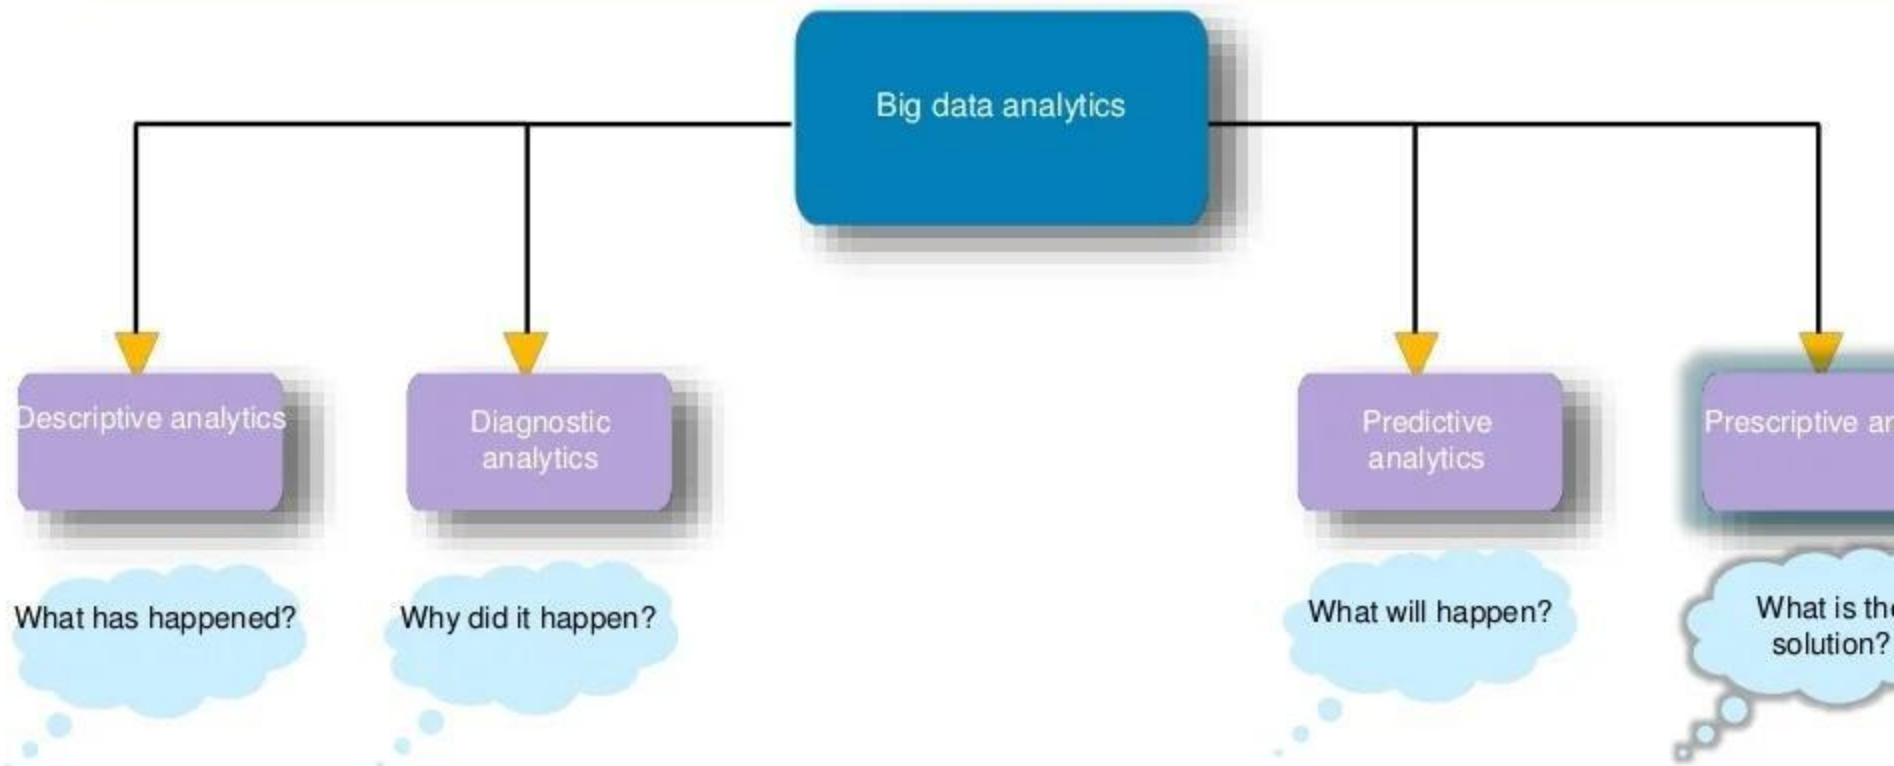 Big data analytics
Descriptive analytics
Diagnostic
analytics
Predictive
analytics
Prescriptive
What has happened?
Why did it happen?
What will happen?
What is the
solution?